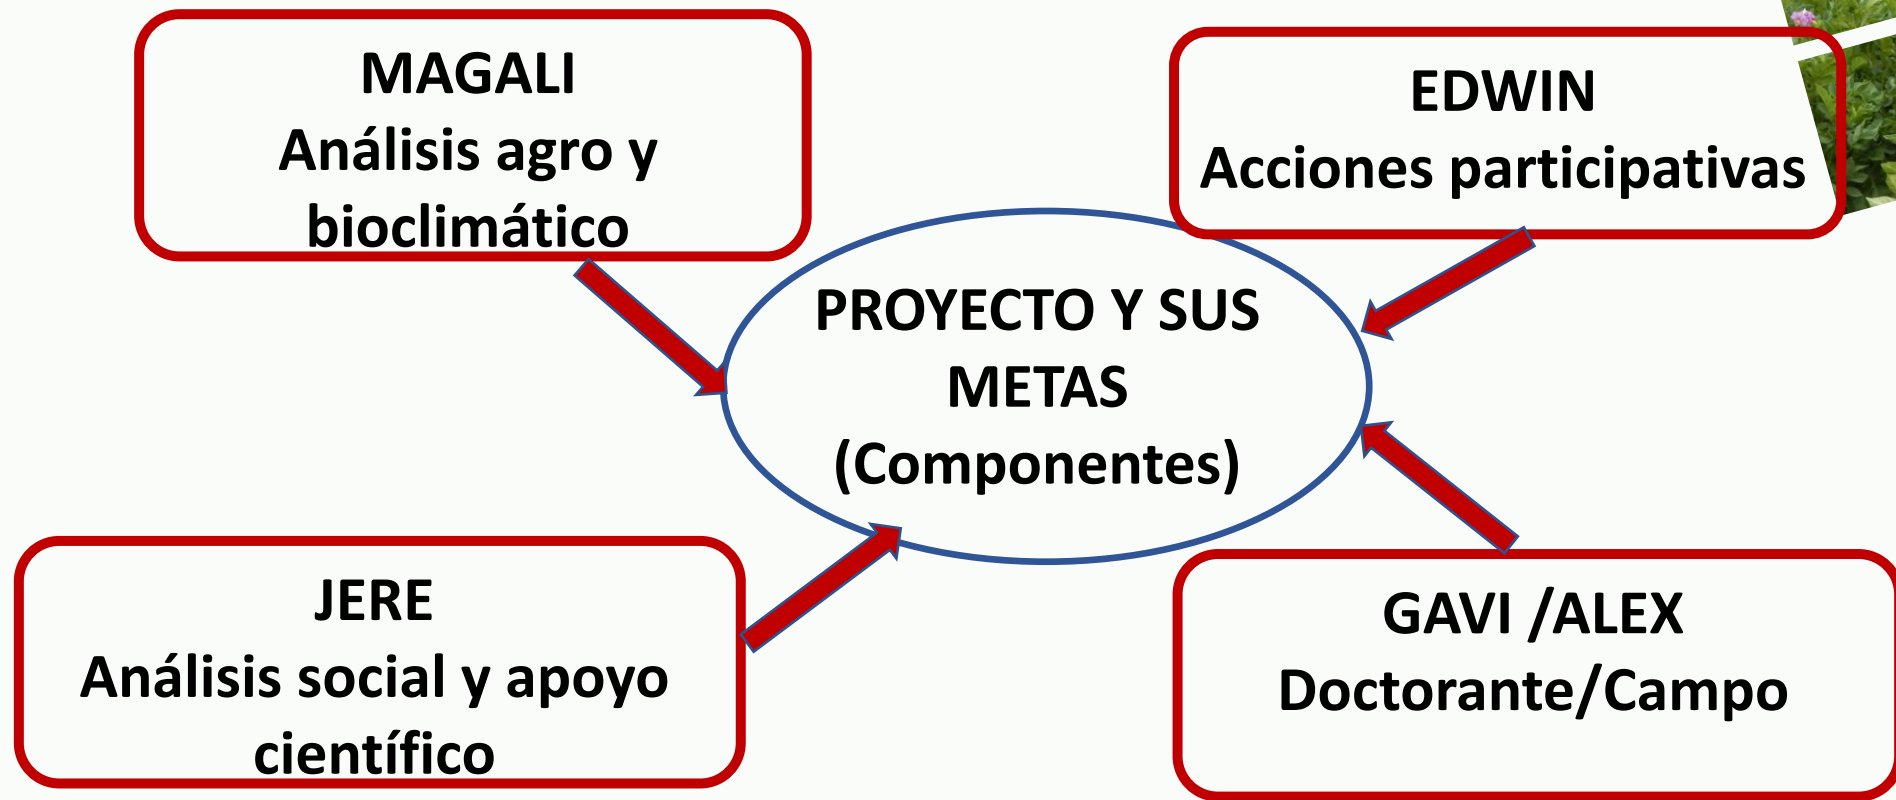 MAGALI
Análisis agro y
bioclimático
EDWIN
Acciones participativas
PROYECTO Y SUS
METAS
(Componentes)
JERE
Análisis social y apoyo
científico
GAVI /ALEX
Doctorante/Campo